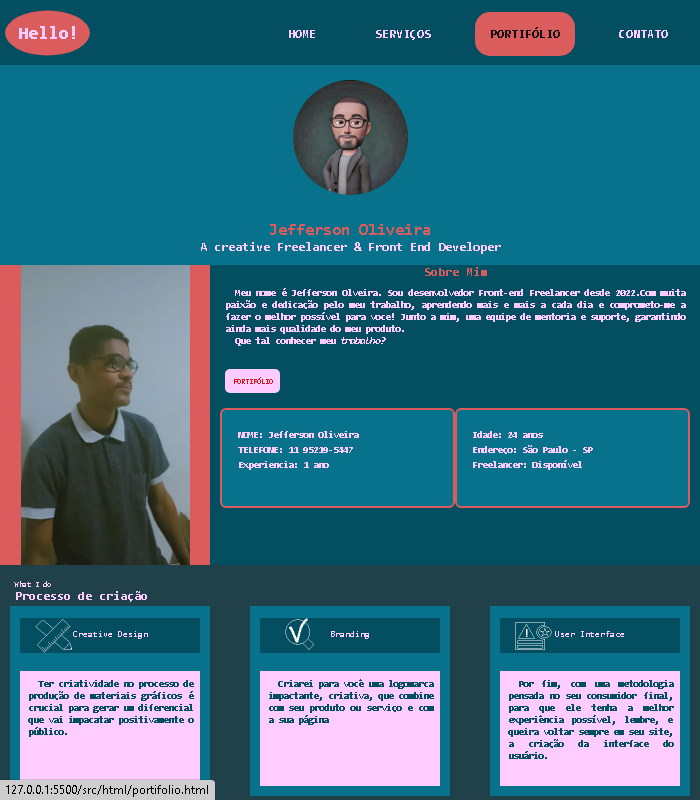 Hello!
HOME SERVIÇOS PORTIFÓLIO CONTATO
Jefferson Oliveira
A creative Freelancer & Front End Developer
Sobre Mim
Meu nome é Jefferson Olveira. Sou desenvolvedor Front-end Freelancer desde 2022.Com muita
paixão e dedicação pelo meu trabalho, aprendendo mais e mais a cada dia e comprometo-me a
fazer o melhor possível para voce! Junto a mim, uma equipe de mentoria e suporte, garantindo
ainda mais qualidade do meu produto.
Que tal conhecer meu trabalho?
PORTIFÓLIO
NOME: Jefferson Oliveira
TELEFONE: 11 95219-5447
Experiencia: 1 ano
Idade: 24 anos
Endereço: São Paulo - SP
Freelancer: Disponível
What I do
Processo de criação
Creative Design
Ter criatividade no processo de
produção de materiais gráficos é
crucial para gerar um diferencial
que vai impacatar positivamente o
público.
Branding
Criarei para você uma logomarca
impactante, criativa, que combine
com seu produto ou serviço e com
a sua página
User Interface
Por fim, com uma metodologia
pensada no seu consumidor final,
para que ele tenha a melhor
experiência possível, lembre, e
queira voltar sempre em seu site,
a criação da interface do
usuário.
127.0.0.1:5500/src/html/portifolio.html